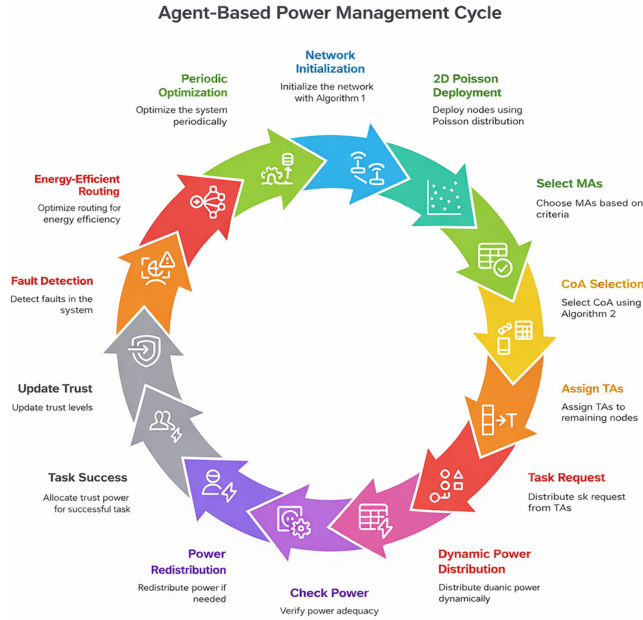 Agent-Based Power Management Cycle
Network
Initialization
Initialize the network
with Algorithm 1
2D Poisson
Deployment
Deploy nodes using
Poisson distribution
Select MAs
Choose MAs based on
criteria
CoA Selection
Select CoA using
Algorithm 2
Assign TAs
Assign TAs to
remaining nodes
Task Request
Distribute sk request
from TAs
Dynamic Power
Distribution
Distribute duanic power
dynamically
Check Power
Verify power adequacy
Power
Redistribution
Redistribute power if
needed
Task Success
Allocate trust power
for successful task
Update Trust
Update trust levels
Fault Detection
Detect faults in the
system
Energy-Efficient
Routing
Optimize routing for
energy efficiency
Periodic
Optimization
Optimize the system
periodically
T